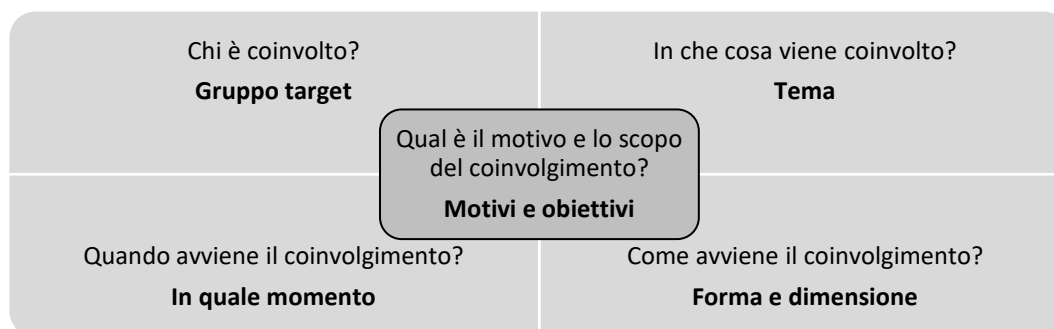 Chi è coinvolto?
Gruppo target
In che cosa viene coinvolto?
Tema
Qual è il motivo e lo scopo
del coinvolgimento?
Motivi e obiettivi
Quando avviene il coinvolgimento?
In quale momento
Come avviene il coinvolgimento?
Forma e dimensione